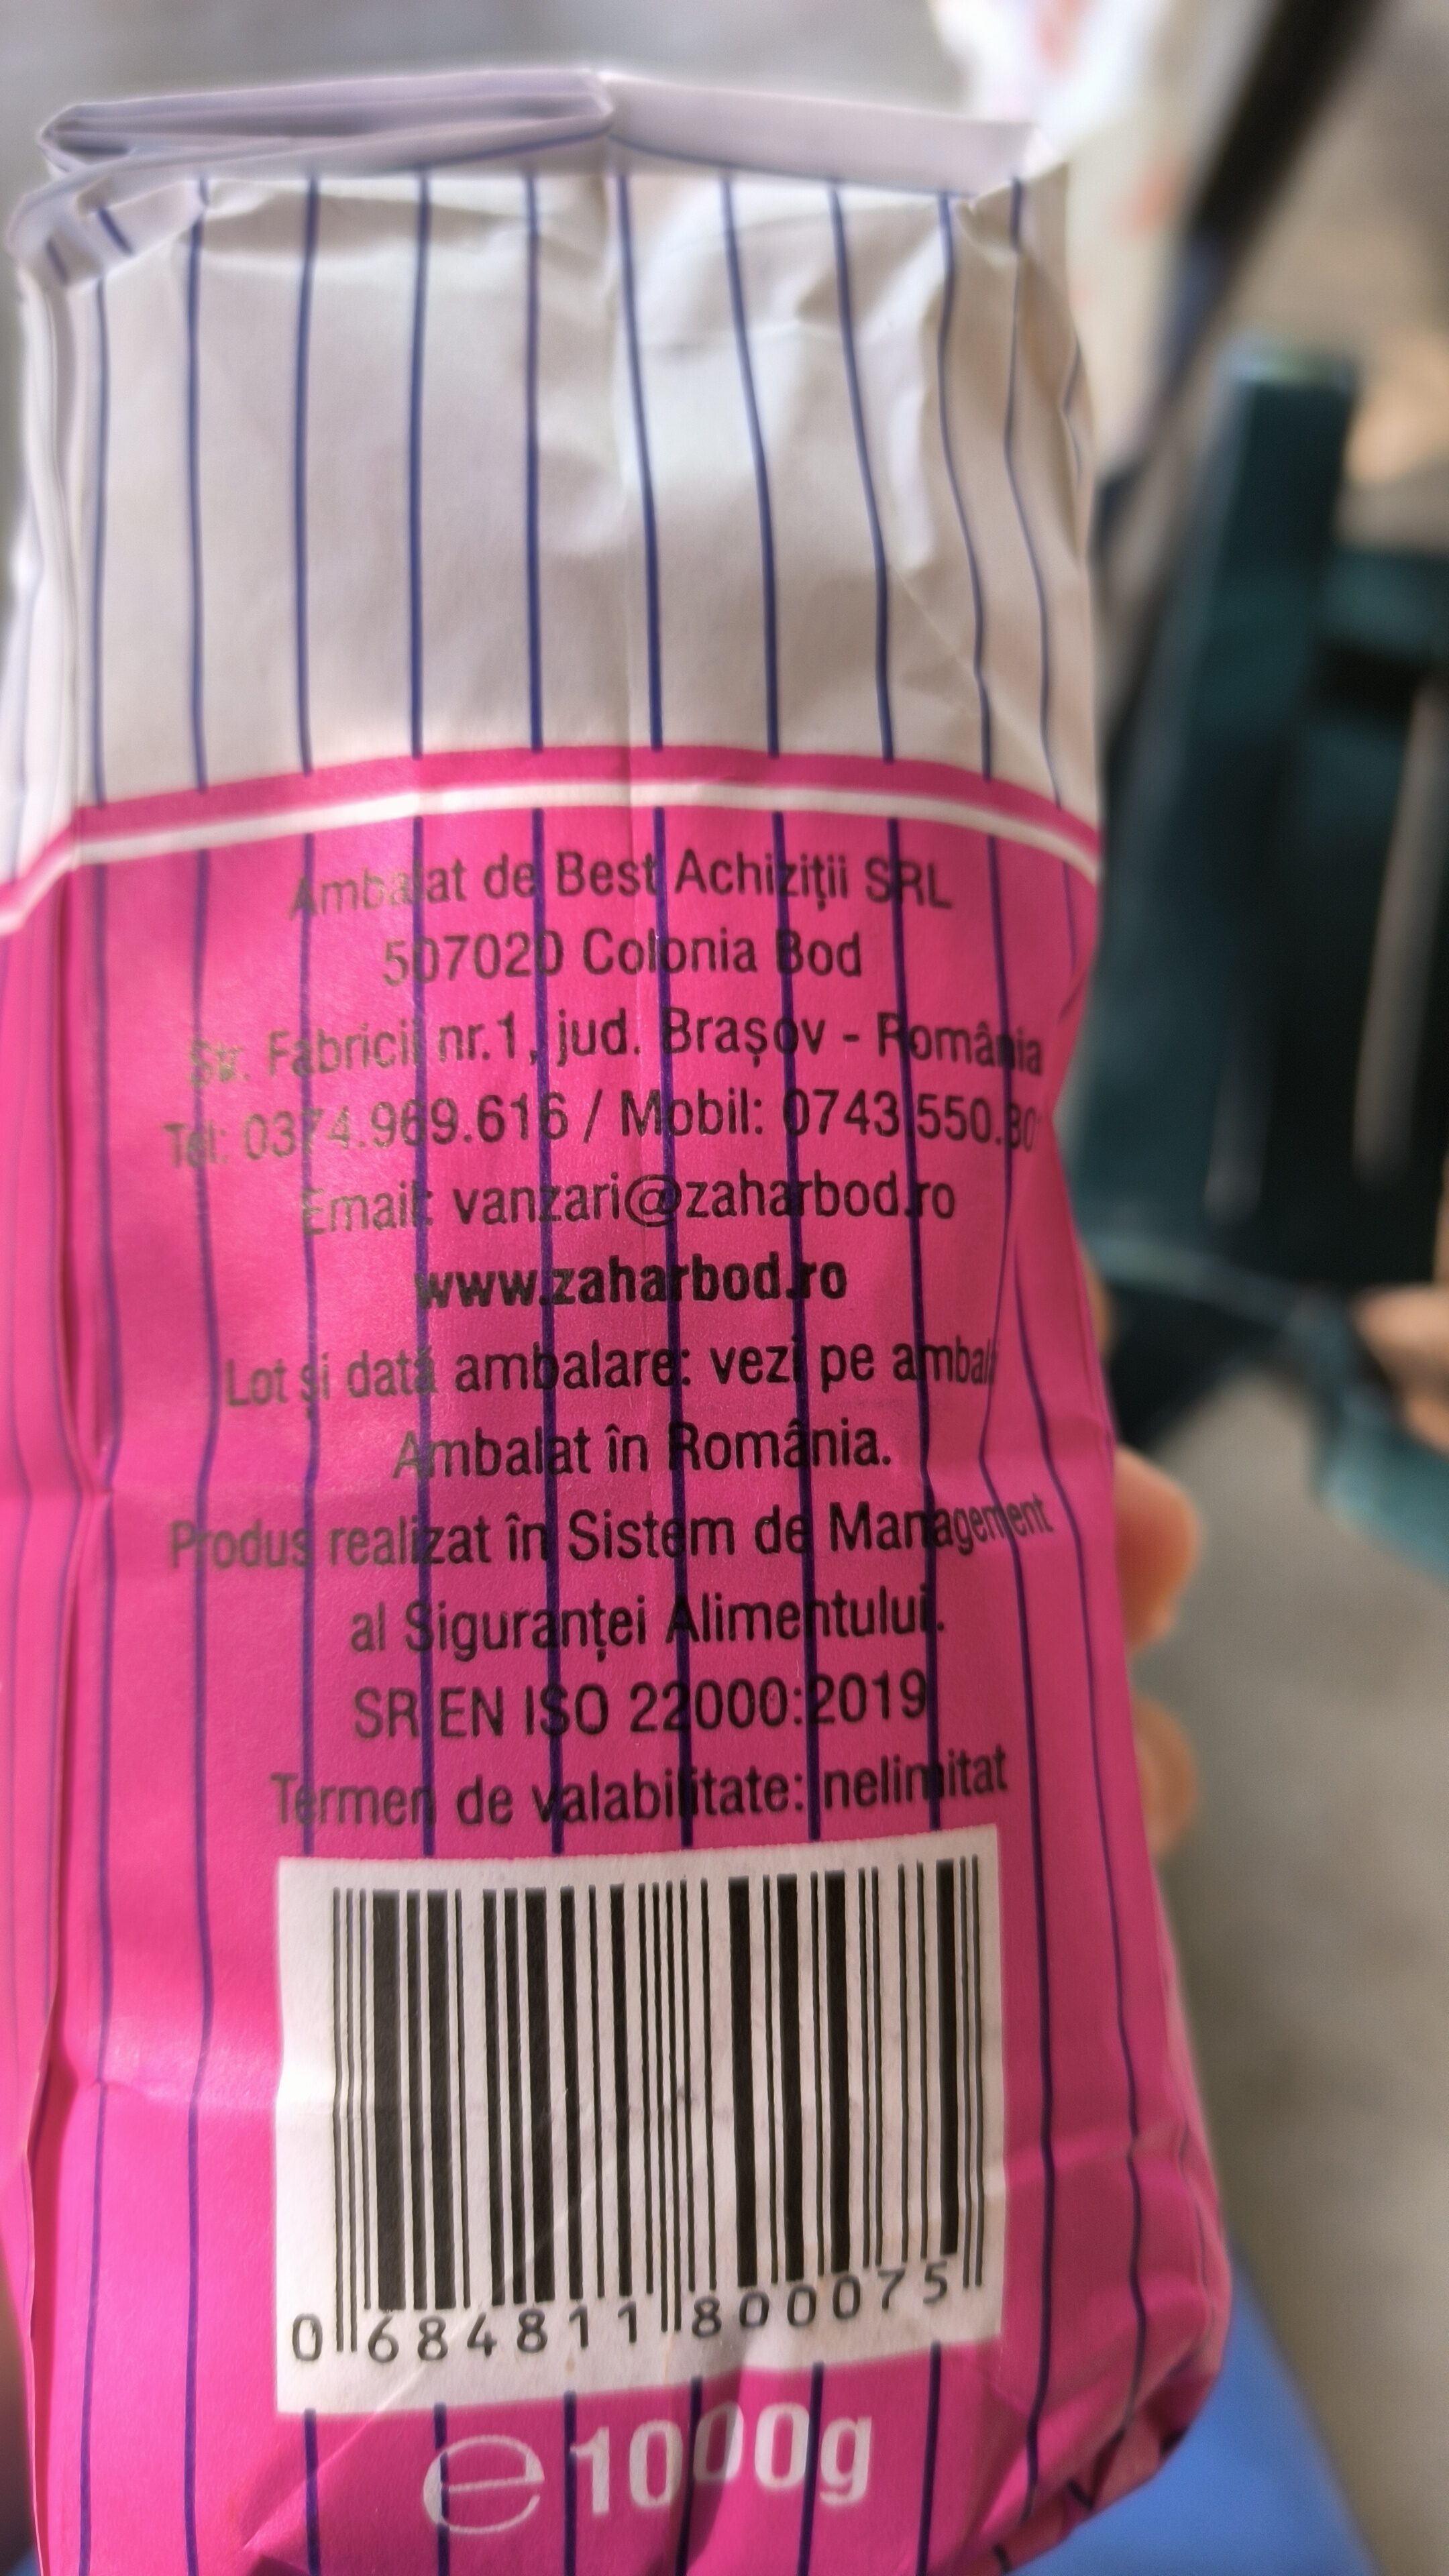 Ambalat de Best Achiziții SRL
507020 Colonia Bod
Str. Fabricii nr.1, jud. Brașov - România
Tel: 0374.969.616 / Mobil: 0743.550.
Email: vanzari@zaharbod.ro
www.zaharbod.ro
Lot și dată ambalare: vezi pe
Ambalat în România.
Produs realizat în Sistem de Management
al Siguranței Alimentului.
SR EN ISO 22000:2019
Termen de valabilitate: nelimitat
0 684811 800075
℮ 1000g